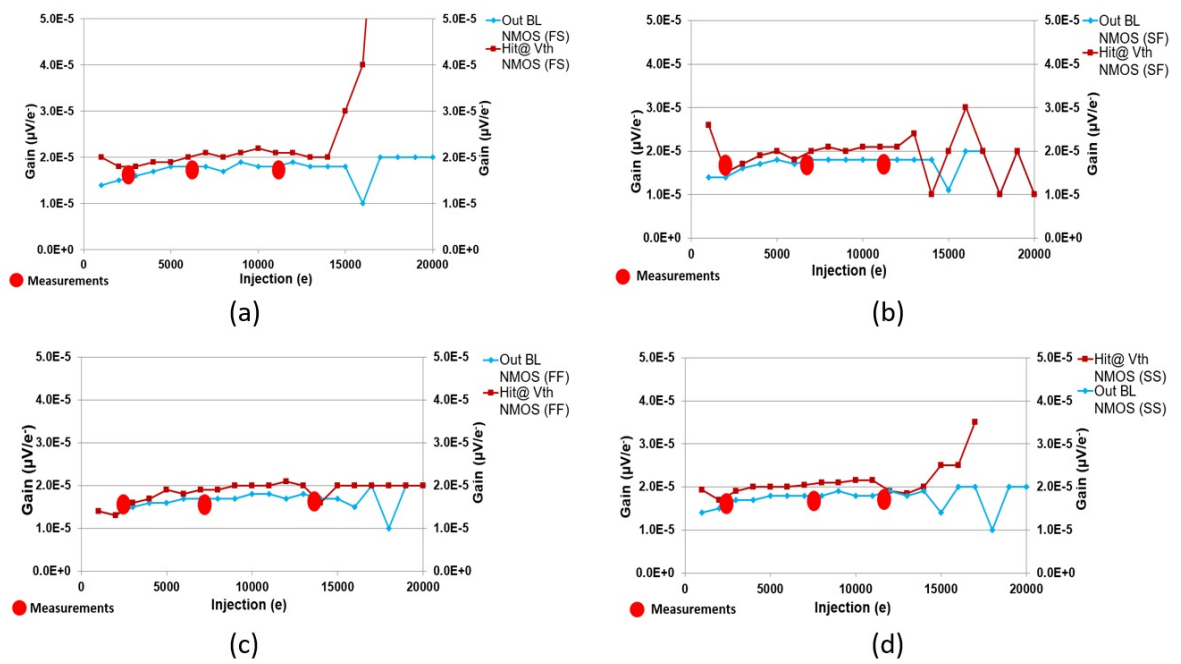 5.0E-5
4.0E-5
3.0E-5
2.0E-5
1.0E-5
0.0E+0
Gain (μV/e-)
5.0E-5
4.0E-5
3.0E-5
2.0E-5
1.0E-5
0.0E+0
Gain (μV/e-)
0 5000 10000 15000 20000
Injection (e)
Out BL
NMOS (FS)
Hit@ Vth
NMOS (FS)
Measurements
(a)
5.0E-5
4.0E-5
3.0E-5
2.0E-5
1.0E-5
0.0E+0
Gain (μV/e-)
5.0E-5
4.0E-5
3.0E-5
2.0E-5
1.0E-5
0.0E+0
Gain (μV/e-)
0 5000 10000 15000 20000
Injection (e)
Out BL
NMOS (SF)
Hit@ Vth
NMOS (SF)
Measurements
(b)
5.0E-5
4.0E-5
3.0E-5
2.0E-5
1.0E-5
0.0E+0
Gain (μV/e-)
5.0E-5
4.0E-5
3.0E-5
2.0E-5
1.0E-5
0.0E+0
Gain (μV/e-)
0 5000 10000 15000 20000
Injection (e)
Out BL
NMOS (FF)
Hit@ Vth
NMOS (FF)
Measurements
(c)
5.0E-5
4.0E-5
3.0E-5
2.0E-5
1.0E-5
0.0E+0
Gain (μV/e-)
5.0E-5
4.0E-5
3.0E-5
2.0E-5
1.0E-5
0.0E+0
Gain (μV/e-)
0 5000 10000 15000 20000
Injection (e)
Hit@ Vth
NMOS (SS)
Out BL
NMOS (SS)
Measurements
(d)